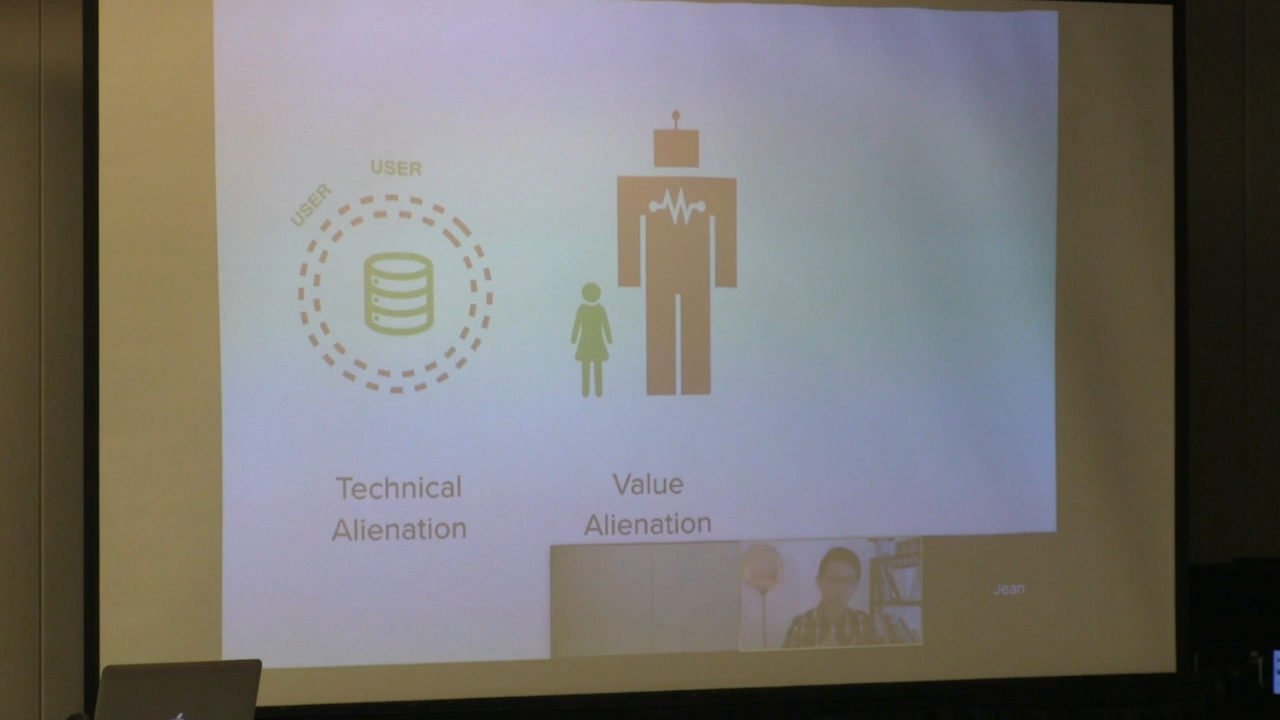 USER
USER
Technical
Alienation
Value
Alienation
Jean